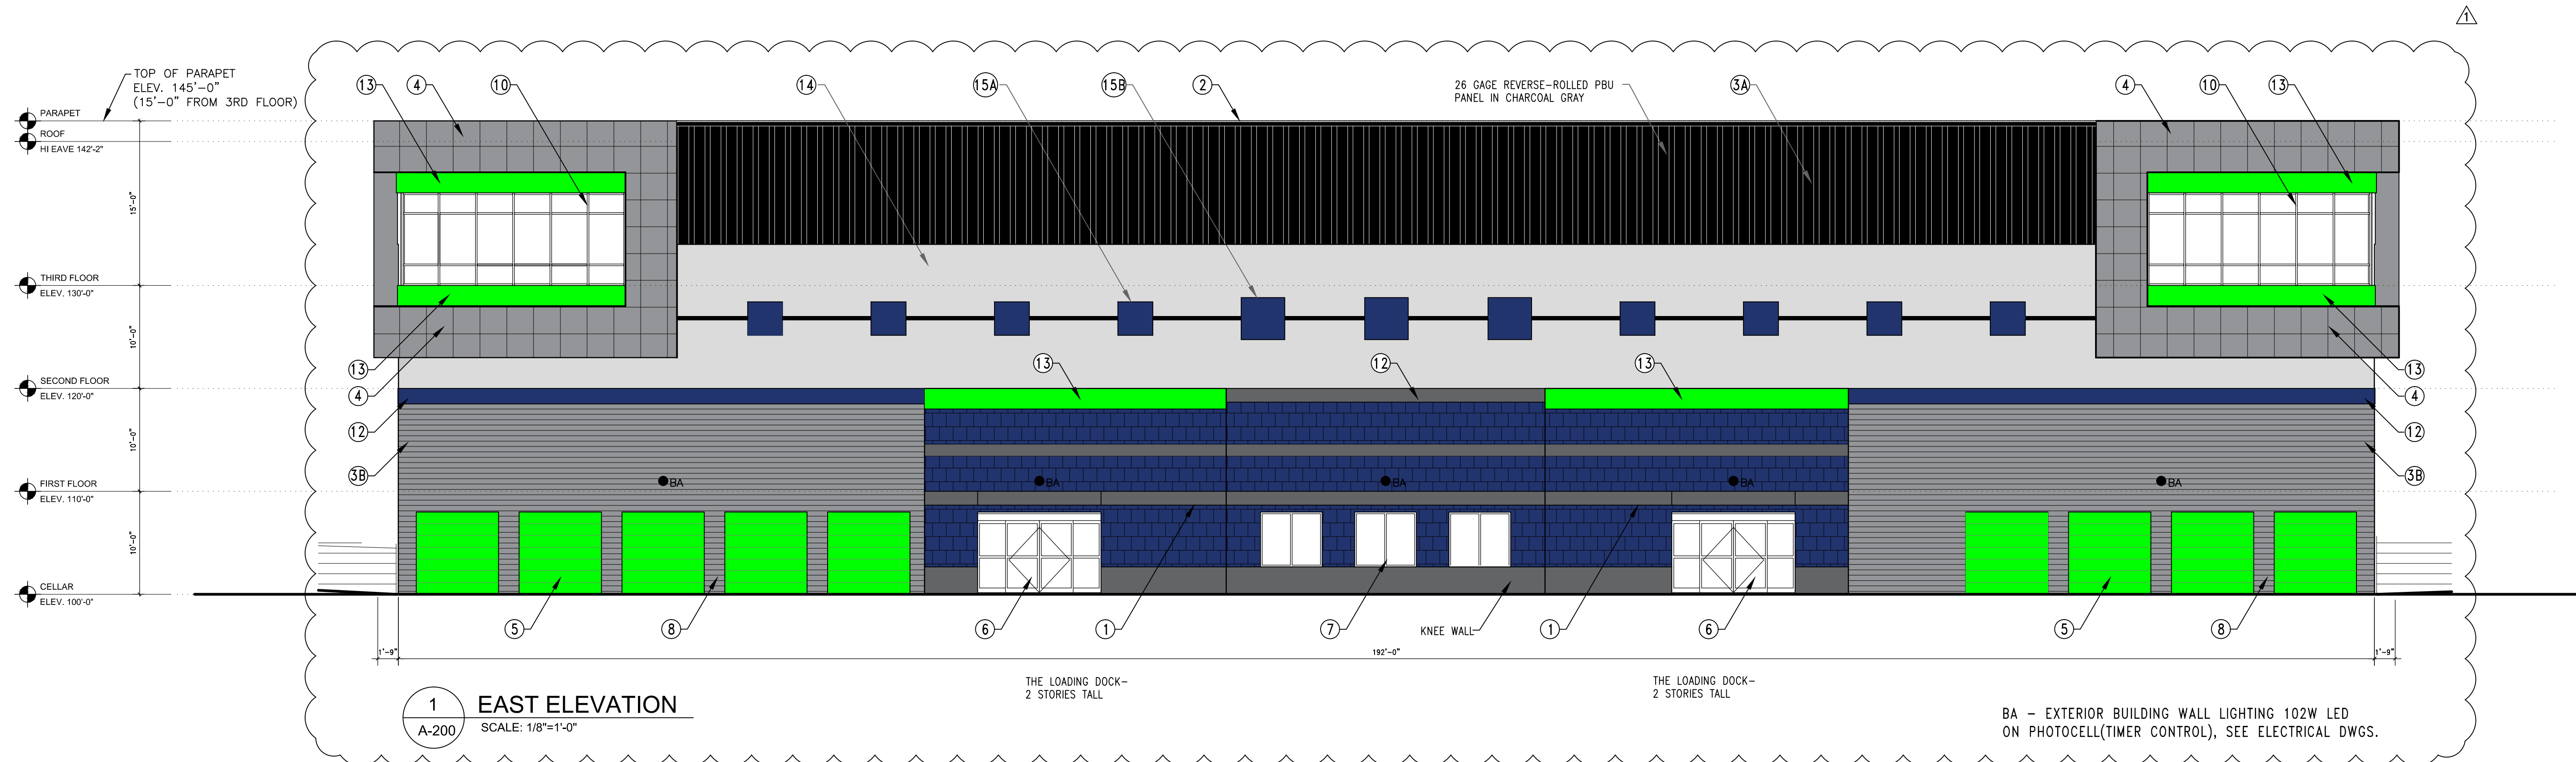 1
TOP OF PARAPET
ELEV. 145'-0"
(15'-0" FROM 3RD FLOOR)
13
4
10
14
15A
15B
2
26 GAGE REVERSE-ROLLED PBU
PANEL IN CHARCOAL GRAY
3A
4
10
13
PARAPET
ROOF
HI EAVE 142'-2"
15'-0"
THIRD FLOOR
ELEV. 130'-0"
10'-0"
13
4
13
12
13
13
4
SECOND FLOOR
ELEV. 120'-0"
12
12
10'-0"
3B
3B
FIRST FLOOR
ELEV. 110'-0"
BA
BA
BA
BA
BA
10'-0"
CELLAR
ELEV. 100'-0"
5
8
6
1
7
KNEE WALL
1
6
5
8
1'-9"
192'-0"
1'-9"
THE LOADING DOCK-
2 STORIES TALL
THE LOADING DOCK-
2 STORIES TALL
1
A-200
EAST ELEVATION
SCALE: 1/8"=1'-0"
BA - EXTERIOR BUILDING WALL LIGHTING 102W LED
ON PHOTOCELL(TIMER CONTROL), SEE ELECTRICAL DWGS.